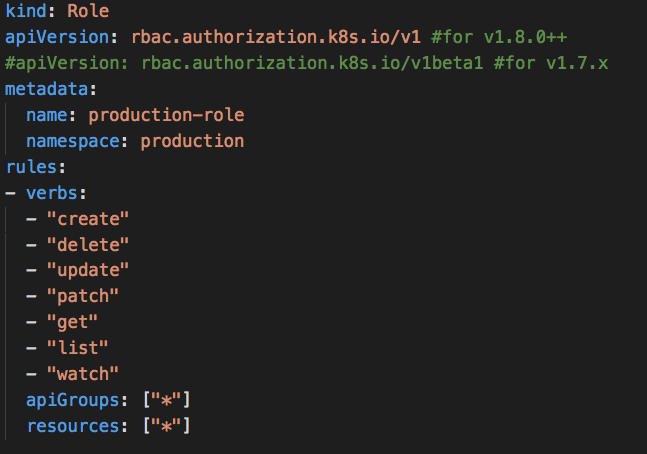 kind: Role
apiVersion: rbac.authorization.k8s.io/v1 #for v1.8.0++
#apiVersion: rbac.authorization.k8s.io/v1beta1 #for v1.7.x
metadata:
  name: production-role
  namespace: production
rules:
- verbs:
  - "create"
  - "delete"
  - "update"
  - "patch"
  - "get"
  - "list"
  - "watch"
  apiGroups: ["*"]
  resources: ["*"]